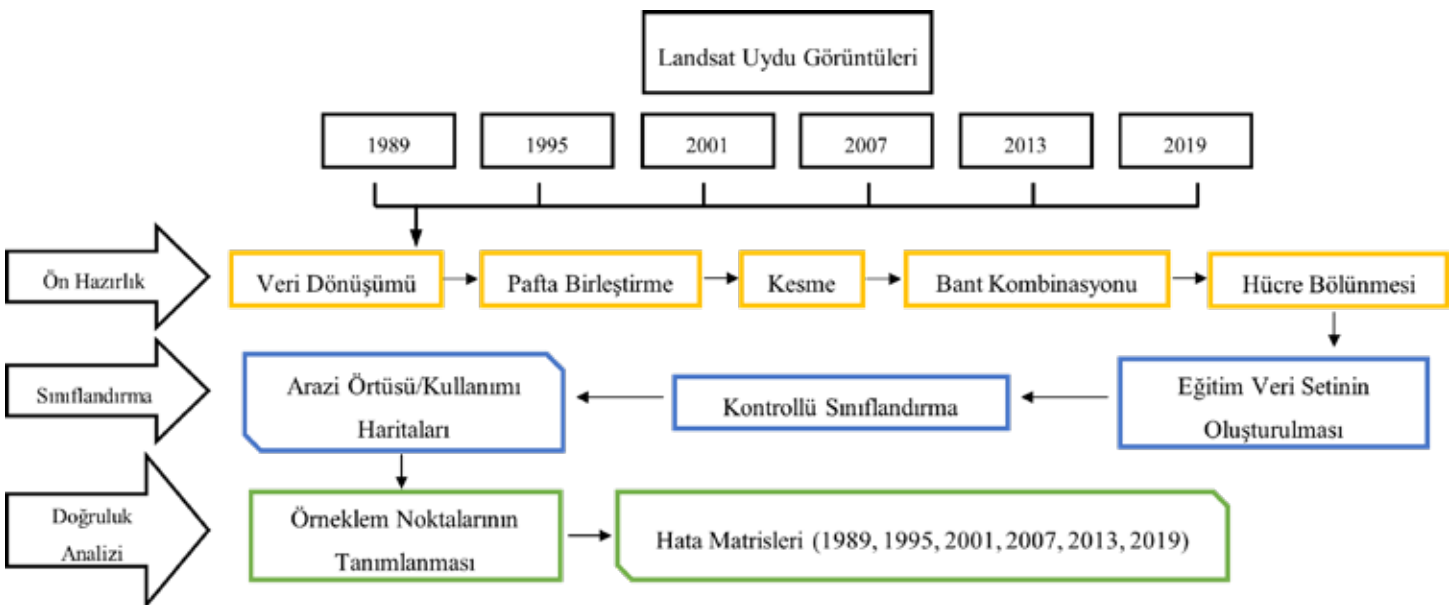 Landsat Uydu Görüntüleri
1989
1995
2001
2007
2013
2019
Ön Hazırlık
Veri Dönüşümü
Pafta Birleştirme
Kesme
Bant Kombinasyonu
Hücre Bölünmesi
Sınıflandırma
Arazi Örtüsü/Kullanımı
Haritaları
Kontrollü Sınıflandırma
Eğitim Veri Setinin
Oluşturulması
Doğruluk
Analizi
Örneklem Noktalarının
Tanımlanması
Hata Matrisleri (1989, 1995, 2001, 2007, 2013, 2019)